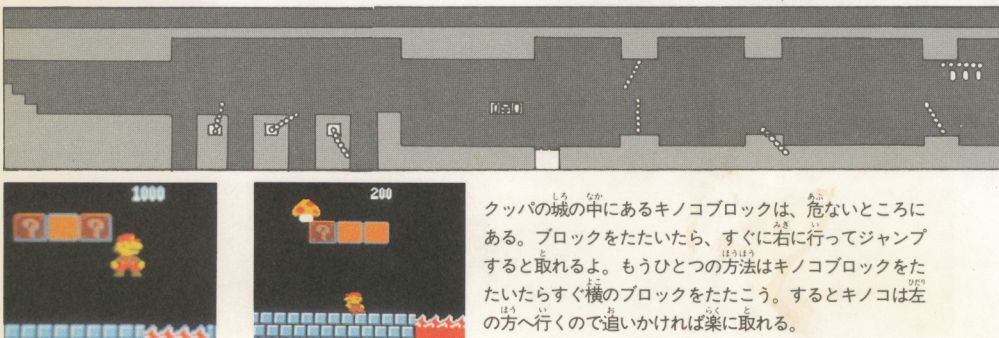 1000
200
クッパの城の中にあるキノコブロックは、危ないところに
ある。ブロックをたたいたら、すぐに右に行ってジャンプ
すると取れるよ。もうひとつの方法はキノコブロックをた
たいたらすぐ横のブロックをたたこう。するとキノコは左
の方へ行くので追いかければ楽に取れる。